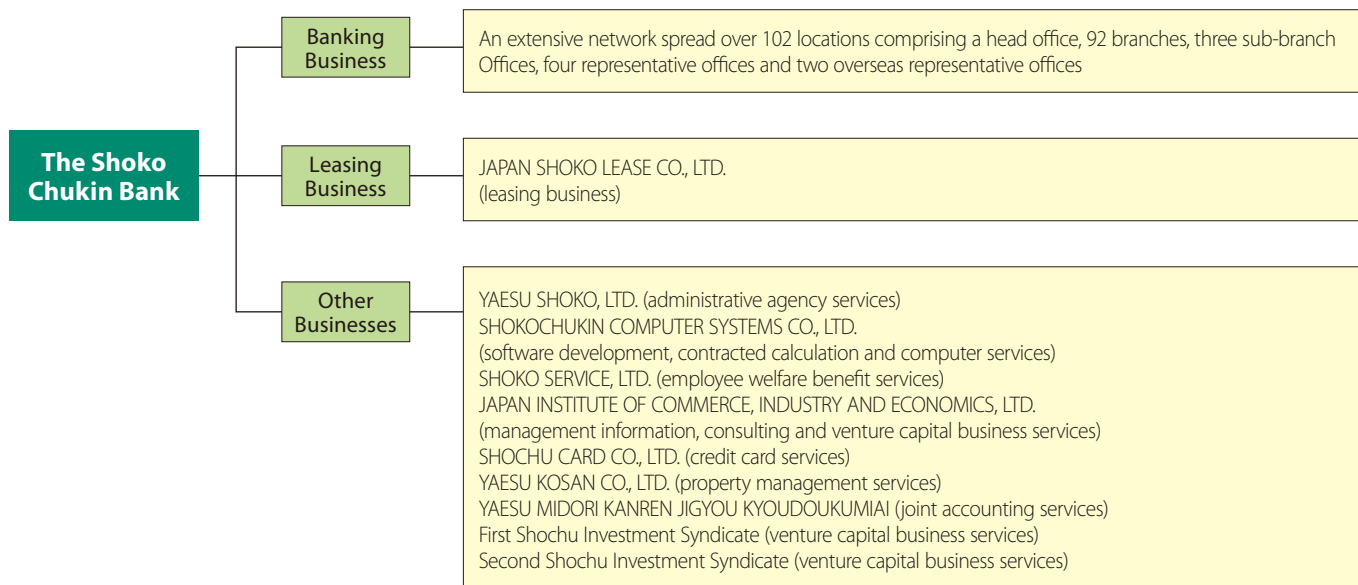 The Shoko
Chukin Bank
Banking
Business
An extensive network spread over 102 locations comprising a head office, 92 branches, three sub-branch
Offices, four representative offices and two overseas representative offices
Leasing
Business
JAPAN SHOKO LEASE CO., LTD.
(leasing business)
Other
Businesses
YAESU SHOKO, LTD. (administrative agency services)
SHOKOCHUKIN COMPUTER SYSTEMS CO., LTD.
(software development, contracted calculation and computer services)
SHOKO SERVICE, LTD. (employee welfare benefit services)
JAPAN INSTITUTE OF COMMERCE, INDUSTRY AND ECONOMICS, LTD.
(management information, consulting and venture capital business services)
SHOCHU CARD CO., LTD. (credit card services)
YAESU KOSAN CO., LTD. (property management services)
YAESU MIDORI KANREN JIGYOU KYOUDOUKUMIAI (joint accounting services)
First Shochu Investment Syndicate (venture capital business services)
Second Shochu Investment Syndicate (venture capital business services)